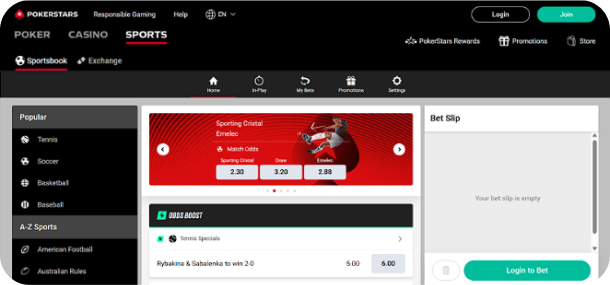 POKERSTARS Responsible Gaming Help EN Login Join
POKER CASINO SPORTS PokerStars Rewards Promotions Store
Sportsbook Exchange
Home In-Play My Bets Promotions Settings
Popular
Tennis
Soccer
Basketball
Baseball
A-Z Sports
American Football
Australian Rules
Sporting Cristal
Emelec
Match Odds
Sporting Cristal Draw Emelec
2.30 3.20 2.88
ODDS BOOST
Tennis Specials
Rybakina & Sabalenka to win 2-0 5.00 6.00
Bet Slip
Your bet slip is empty
Login to Bet